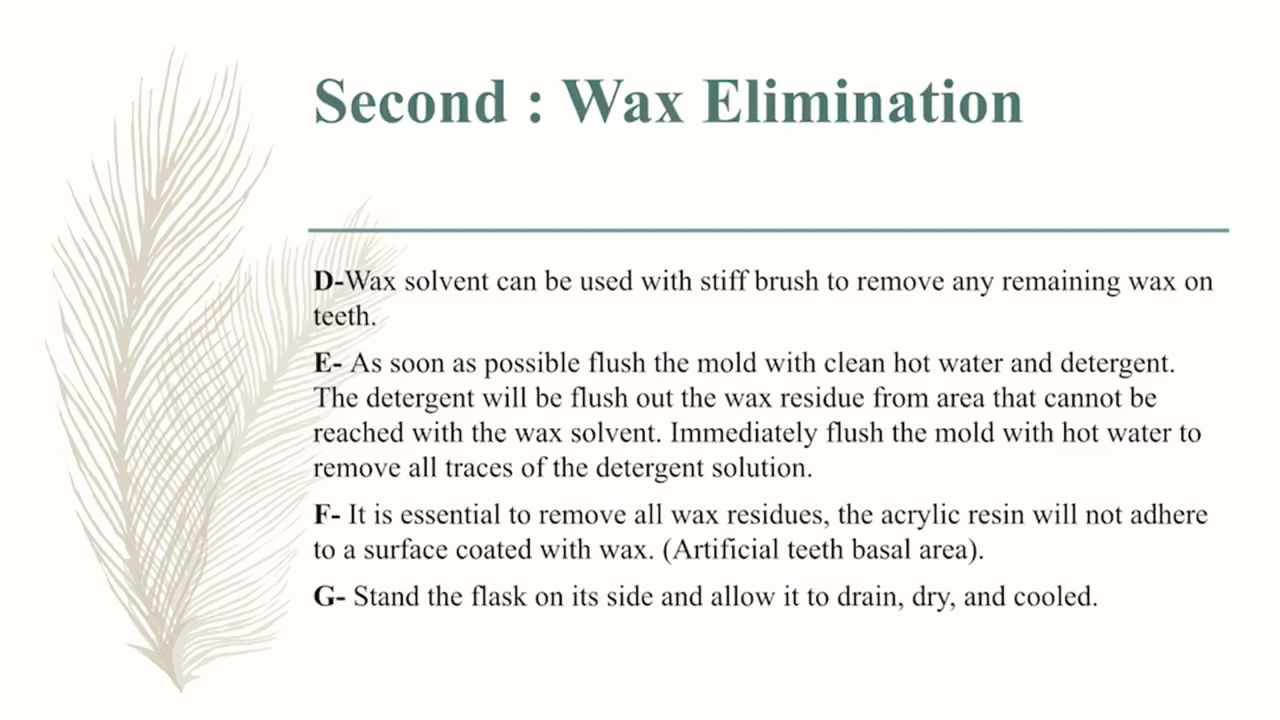 Second : Wax Elimination
D-Wax solvent can be used with stiff brush to remove any remaining wax on
teeth.
E- As soon as possible flush the mold with clean hot water and detergent.
The detergent will be flush out the wax residue from area that cannot be
reached with the wax solvent. Immediately flush the mold with hot water to
remove all traces of the detergent solution.
F- It is essential to remove all wax residues, the acrylic resin will not adhere
to a surface coated with wax. (Artificial teeth basal area).
G- Stand the flask on its side and allow it to drain, dry, and cooled.